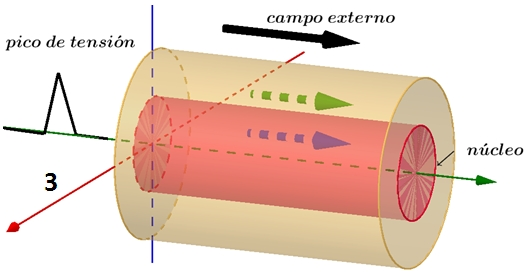 campo externo
pico de tensión
núcleo
3